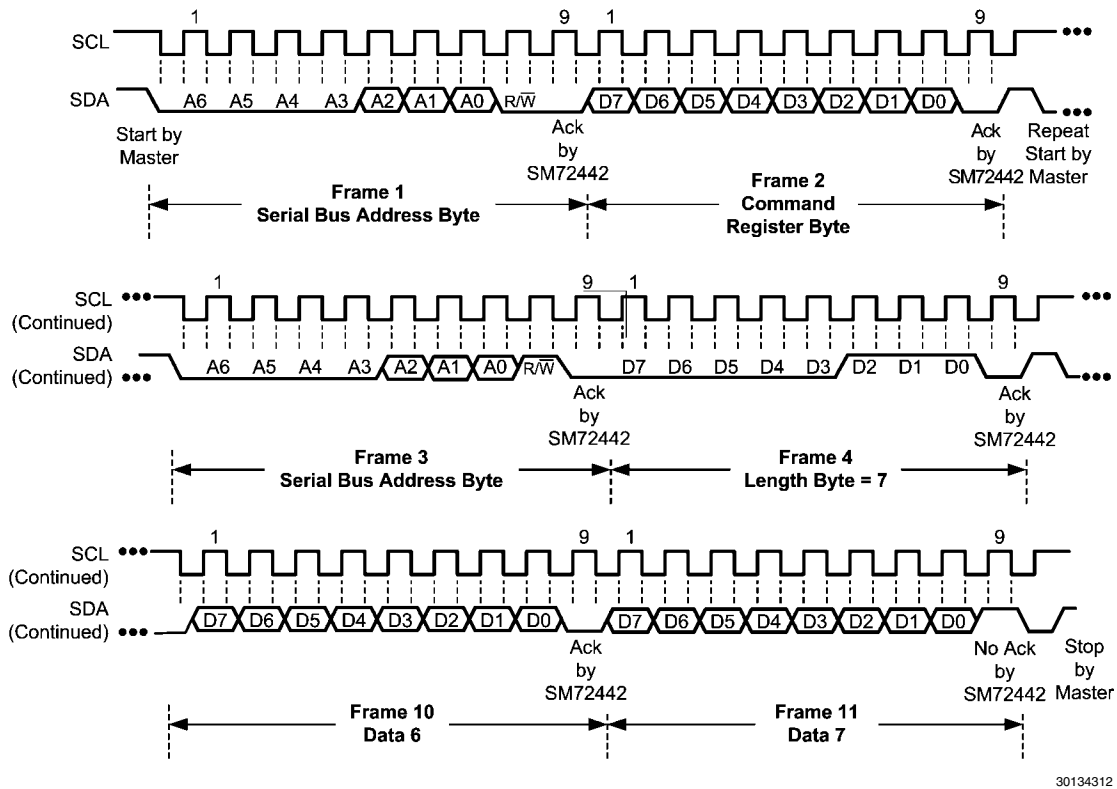 1 9 1 9
SCL
SDA A6 A5 A4 A3 A2 A1 A0 R/W̅ D7 D6 D5 D4 D3 D2 D1 D0
Start by
Master
Ack
by
SM72442
Ack
by
SM72442
Repeat
Start by
Master
Frame 1
Serial Bus Address Byte
Frame 2
Command
Register Byte
1 9 1 9
SCL
(Continued)
SDA
(Continued)
A6 A5 A4 A3 A2 A1 A0 R/W̅ D7 D6 D5 D4 D3 D2 D1 D0
Ack
by
SM72442
Ack
by
SM72442
Frame 3
Serial Bus Address Byte
Frame 4
Length Byte = 7
1 9 1 9
SCL
(Continued)
SDA
(Continued)
D7 D6 D5 D4 D3 D2 D1 D0 D7 D6 D5 D4 D3 D2 D1 D0
Ack
by
SM72442
No Ack
by
SM72442
Stop
by
Master
Frame 10
Data 6
Frame 11
Data 7
30134312